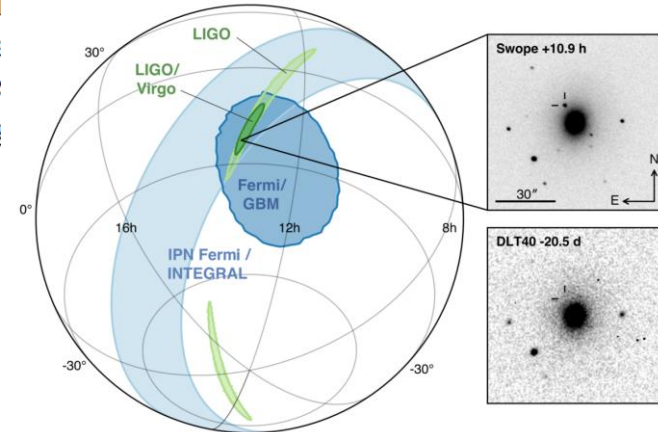 LIGO
30°
LIGO/
Virgo
Swope +10.9 h
N
E
30"
Fermi/
GBM
0°
16h
12h
8h
IPN Fermi /
INTEGRAL
DLT40 -20.5 d
-30°
-30°